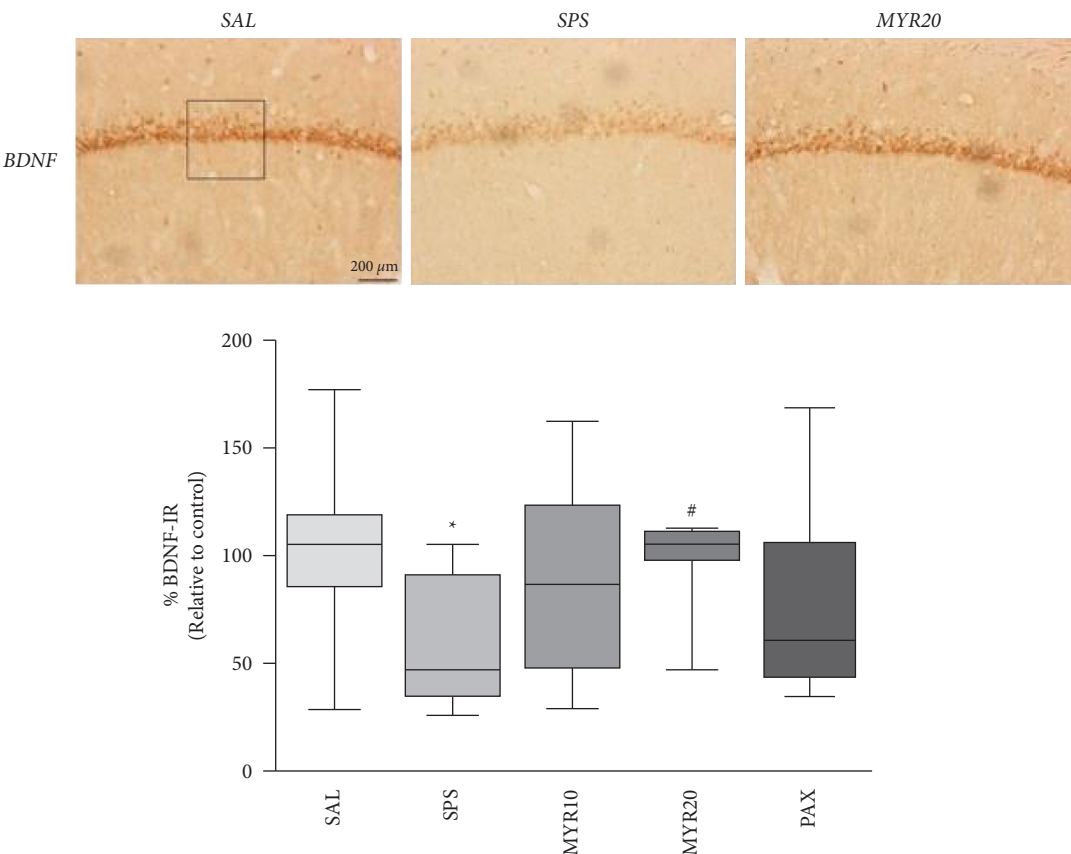 SAL SPS MYR20
BDNF
200 μm
% BDNF-IR
(Relative to control)
200
150
100
50
0
*
#
SAL SPS MYR10 MYR20 PAX